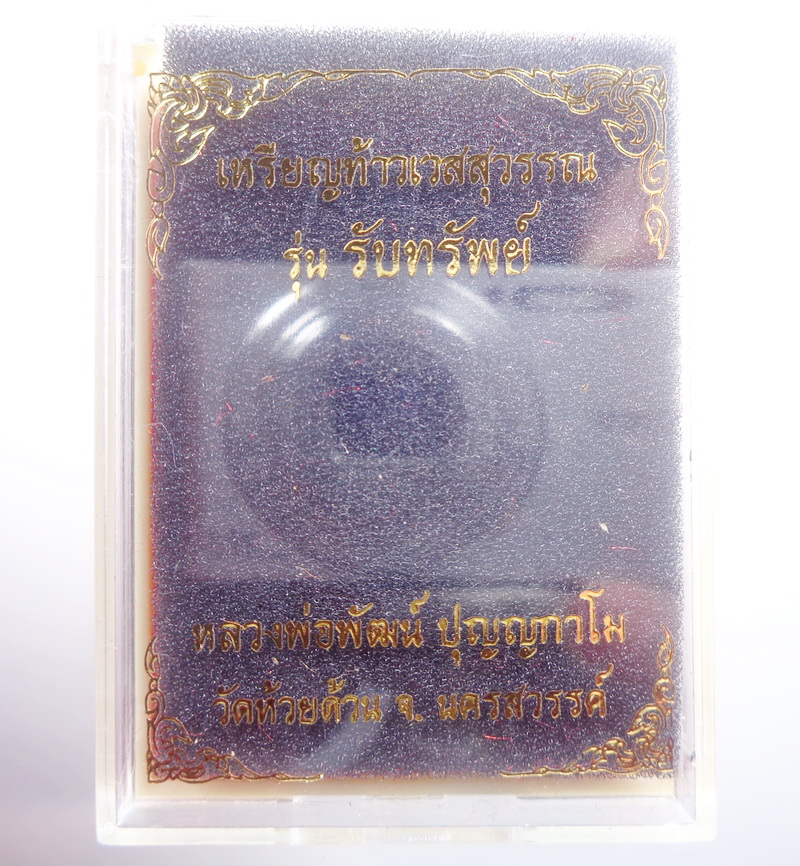 เหรียญท้าวเวสสุวรรณ
รุ่น รับทรัพย์
หลวงพ่อพัฒน์ ปุญญกาโม
วัดห้วยด้วน จ. นครสวรรค์